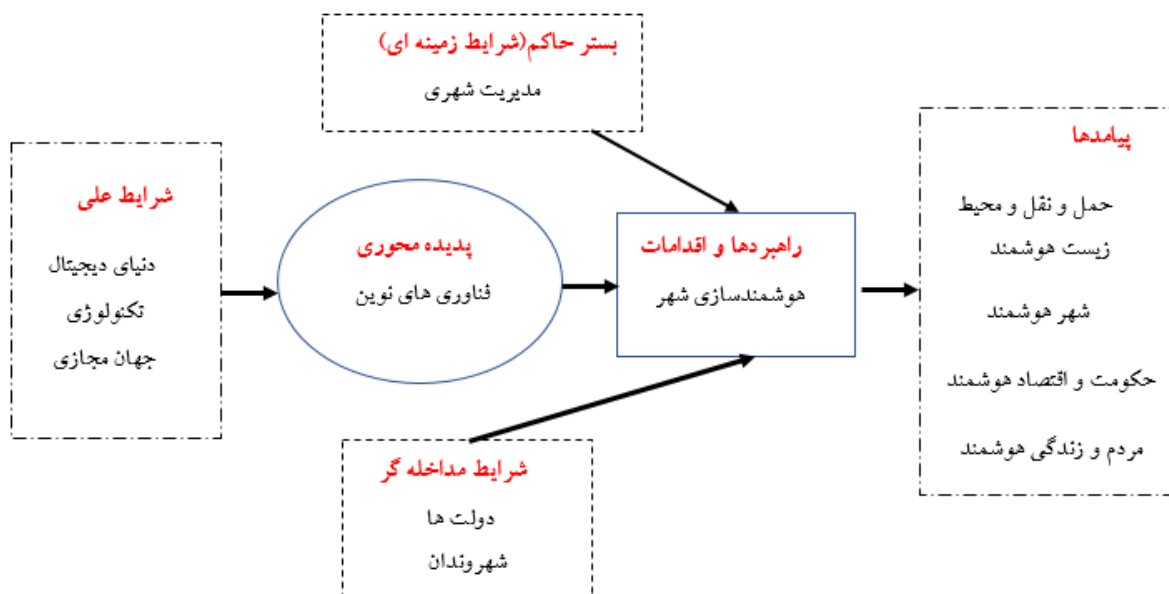 بستر حاکم(شرایط زمینه ای)
مدیریت شهری
شرایط علی
دنیای دیجیتال
تکنولوژی
جهان مجازی
پدیده محوری
فناوری های نوین
راهبردها و اقدامات
هوشمندسازی شهر
شرایط مداخله گر
دولت ها
شهروندان
پیامدها
حمل و نقل و محیط
زیست هوشمند
شهر هوشمند
حکومت و اقتصاد هوشمند
مردم و زندگی هوشمند